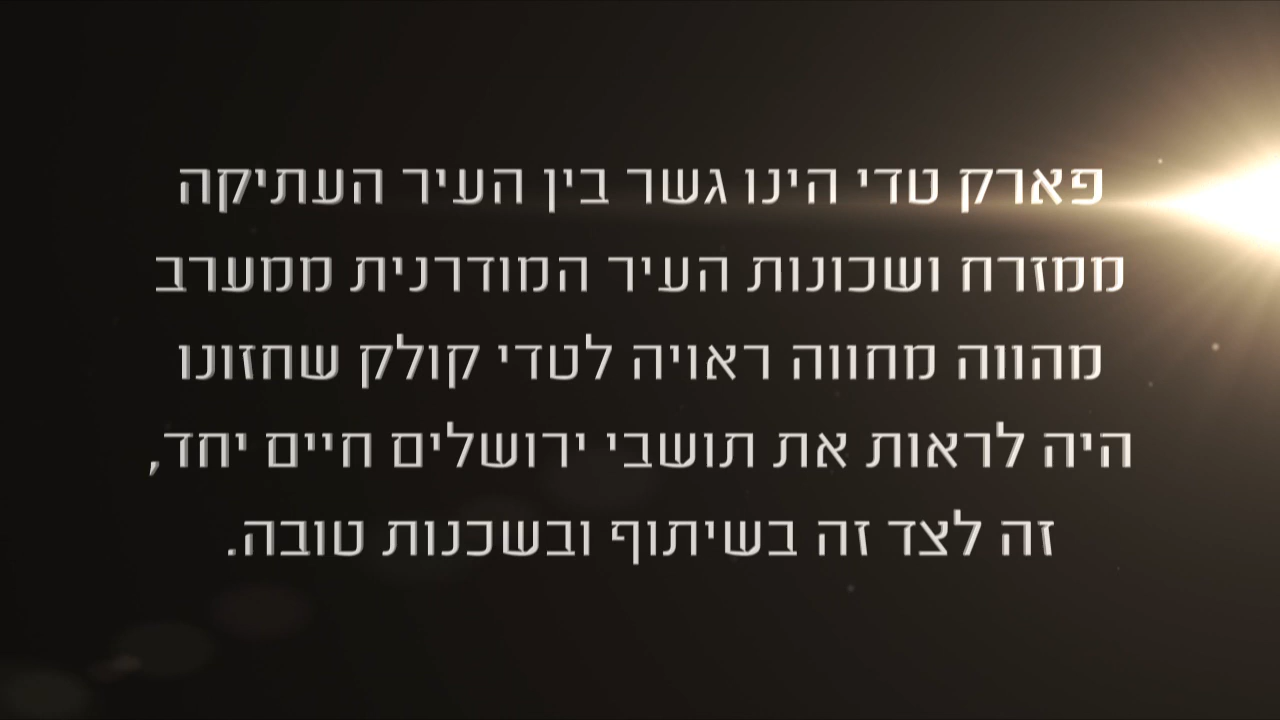 פארק טדי הינו גשר בין העיר העתיקה
ממזרח ושכונות העיר המודרנית ממערב
מהווה מחווה ראויה לטדי קולק שחזונו
היה לראות את תושבי ירושלים חיים יחד,
זה לצד זה בשיתוף ובשכנות טובה.